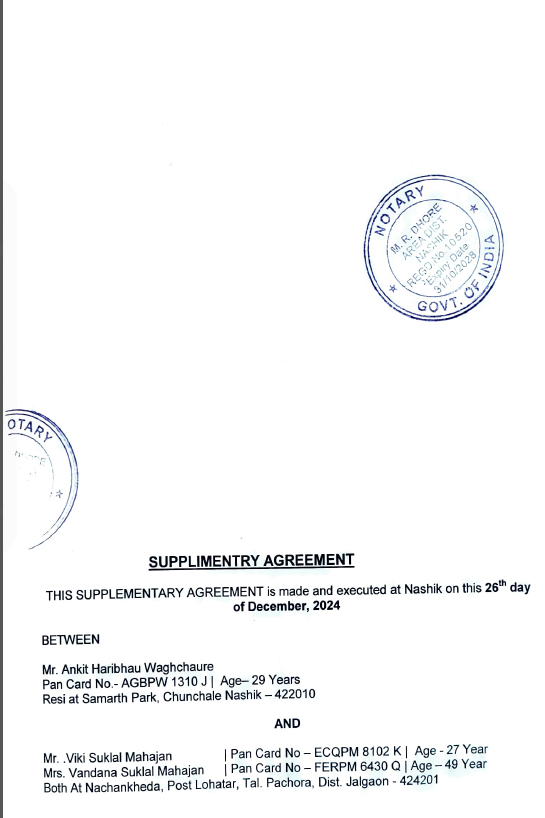 NOTARY
M. R. DHORE
AREA DIST.
NASHIK
REGD.No.10520
Expiry Date
31/10/2028
GOVT. OF INDIA
OTARY
SUPPLIMENTRY AGREEMENT
THIS SUPPLEMENTARY AGREEMENT is made and executed at Nashik on this 26th day
of December, 2024
BETWEEN
Mr. Ankit Haribhau Waghchaure
Pan Card No.- AGBPW 1310 J | Age– 29 Years
Resi at Samarth Park, Chunchale Nashik – 422010
AND
Mr. .Viki Suklal Mahajan | Pan Card No – ECQPM 8102 K | Age - 27 Year
Mrs. Vandana Suklal Mahajan | Pan Card No – FERPM 6430 Q | Age – 49 Year
Both At Nachankheda, Post Lohatar, Tal. Pachora, Dist. Jalgaon - 424201